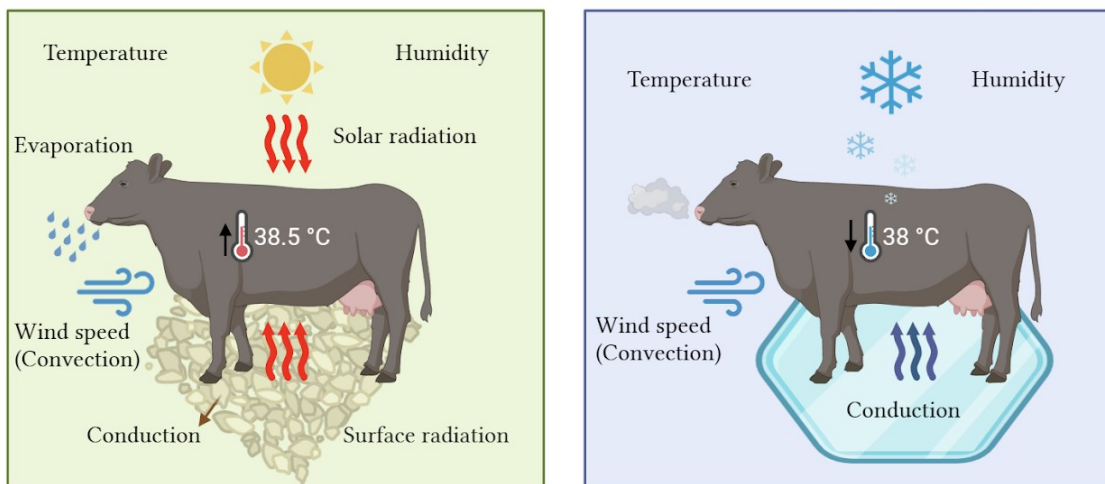 Temperature
Humidity
Solar radiation
Evaporation
38.5 °C
Wind speed
(Convection)
Conduction
Surface radiation
Temperature
Humidity
38 °C
Wind speed
(Convection)
Conduction